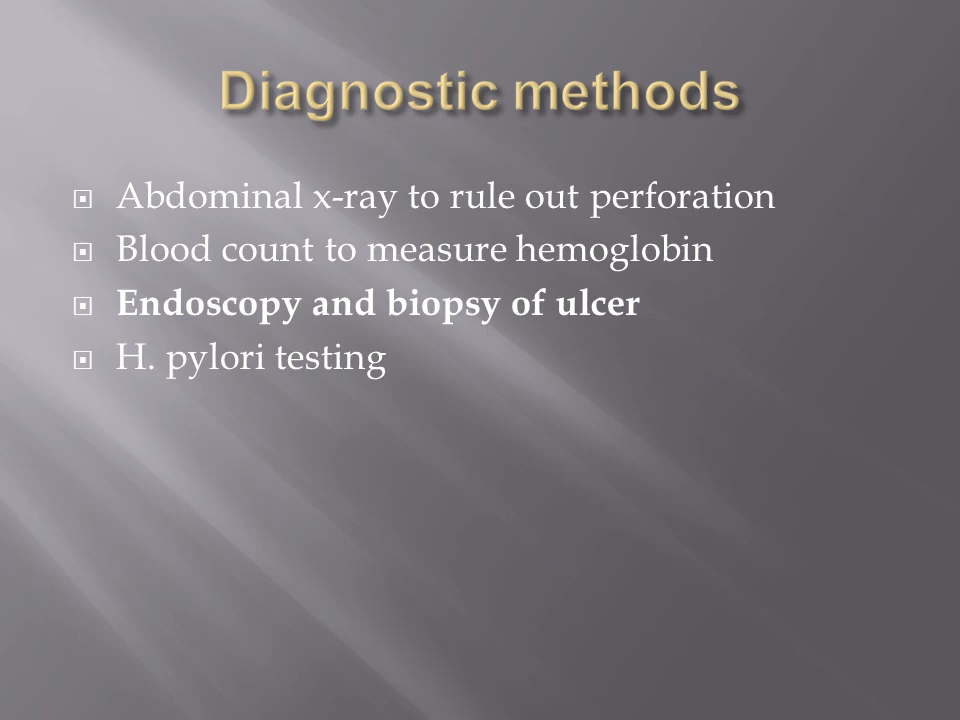 Diagnostic methods
Abdominal x-ray to rule out perforation
Blood count to measure hemoglobin
Endoscopy and biopsy of ulcer
H. pylori testing